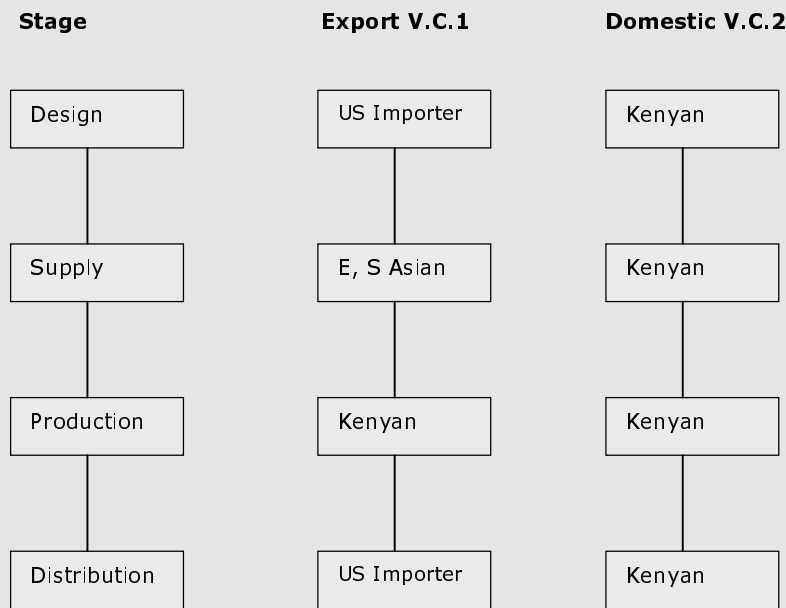 Stage Export V.C.1 Domestic V.C.2
Design US Importer Kenyan
Supply E, S Asian Kenyan
Production Kenyan Kenyan
Distribution US Importer Kenyan